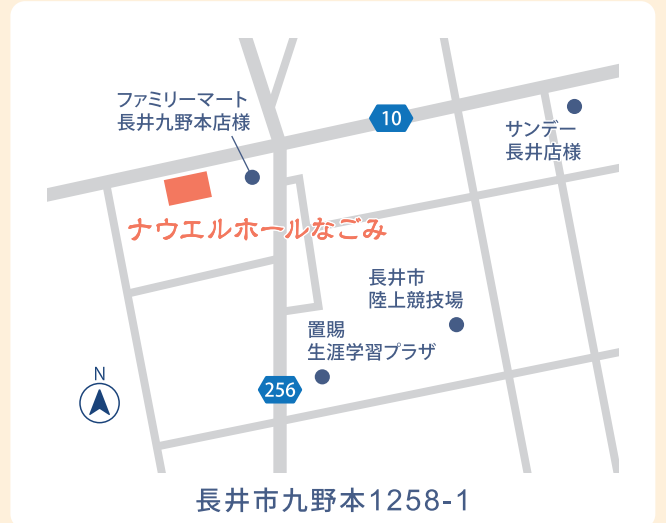 ファミリーマート
長井九野本店様
10
サンデー
長井店様
ナウエルホールなごみ
長井市
陸上競技場
置賜
生涯学習プラザ
N
256
長井市九野本1258-1